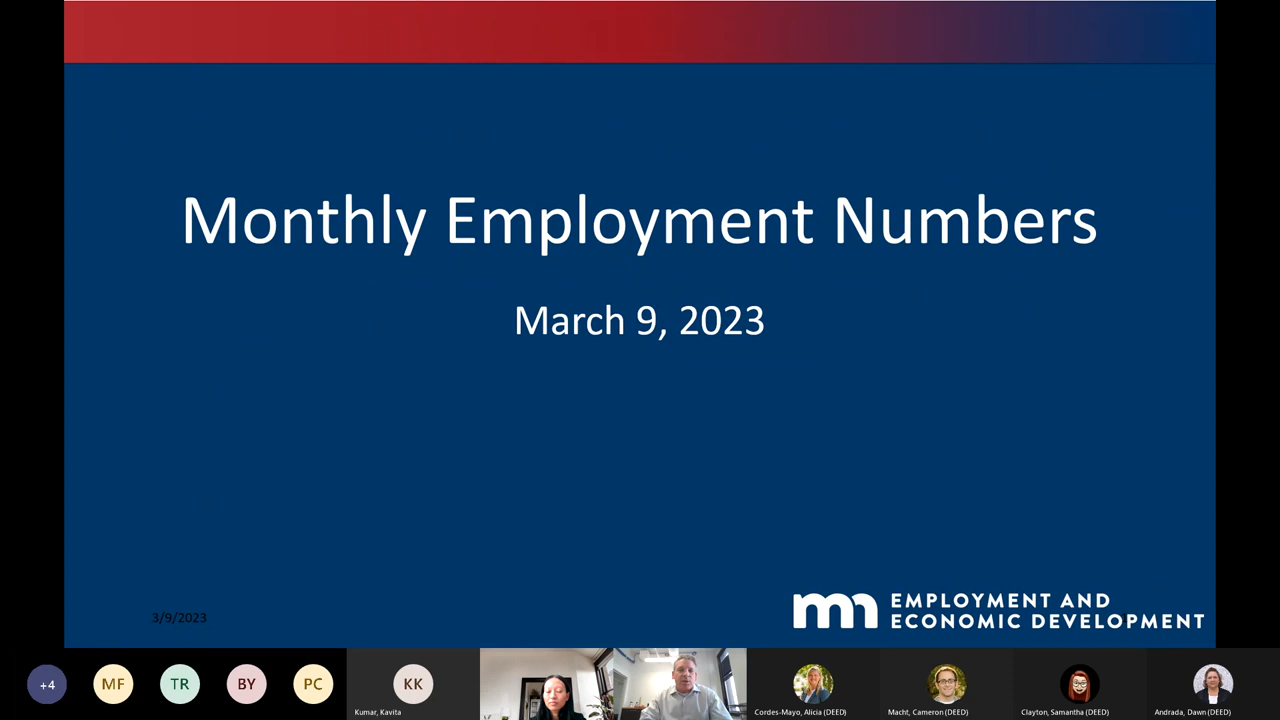 Monthly Employment Numbers
March 9, 2023
3/9/2023
mn EMPLOYMENT AND
ECONOMIC DEVELOPMENT
+4
MF
TR
BY
PC
KK
Kumar, Kavita
Cordes-Mayo, Alicia (DEED)
Macht, Cameron (DEED)
Clayton, Samantha (DEED)
Andrada, Dawn (DEED)